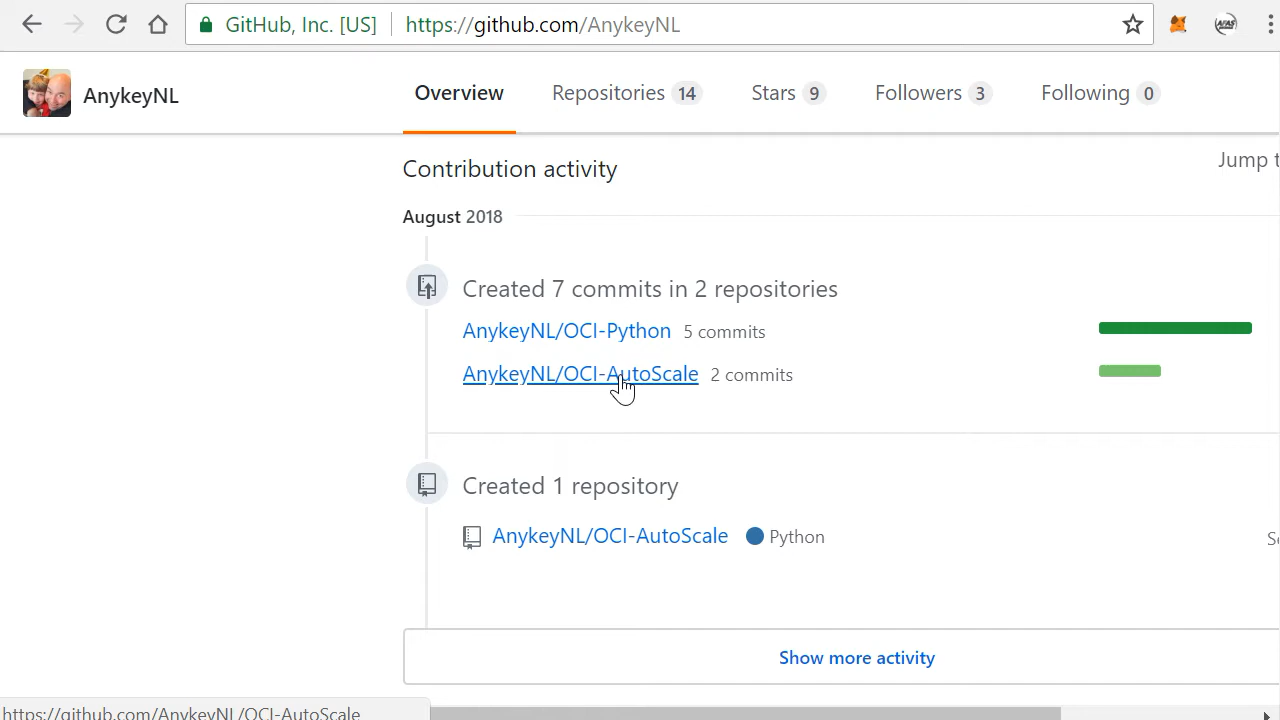 GitHub, Inc. [US] https://github.com/AnykeyNL
AnykeyNL Overview Repositories 14 Stars 9 Followers 3 Following 0
Contribution activity Jump t
August 2018
Created 7 commits in 2 repositories
AnykeyNL/OCI-Python 5 commits
AnykeyNL/OCI-AutoScale 2 commits
Created 1 repository
AnykeyNL/OCI-AutoScale Python Se
Show more activity
https://github.com/AnykeyNL/OCI-AutoScale